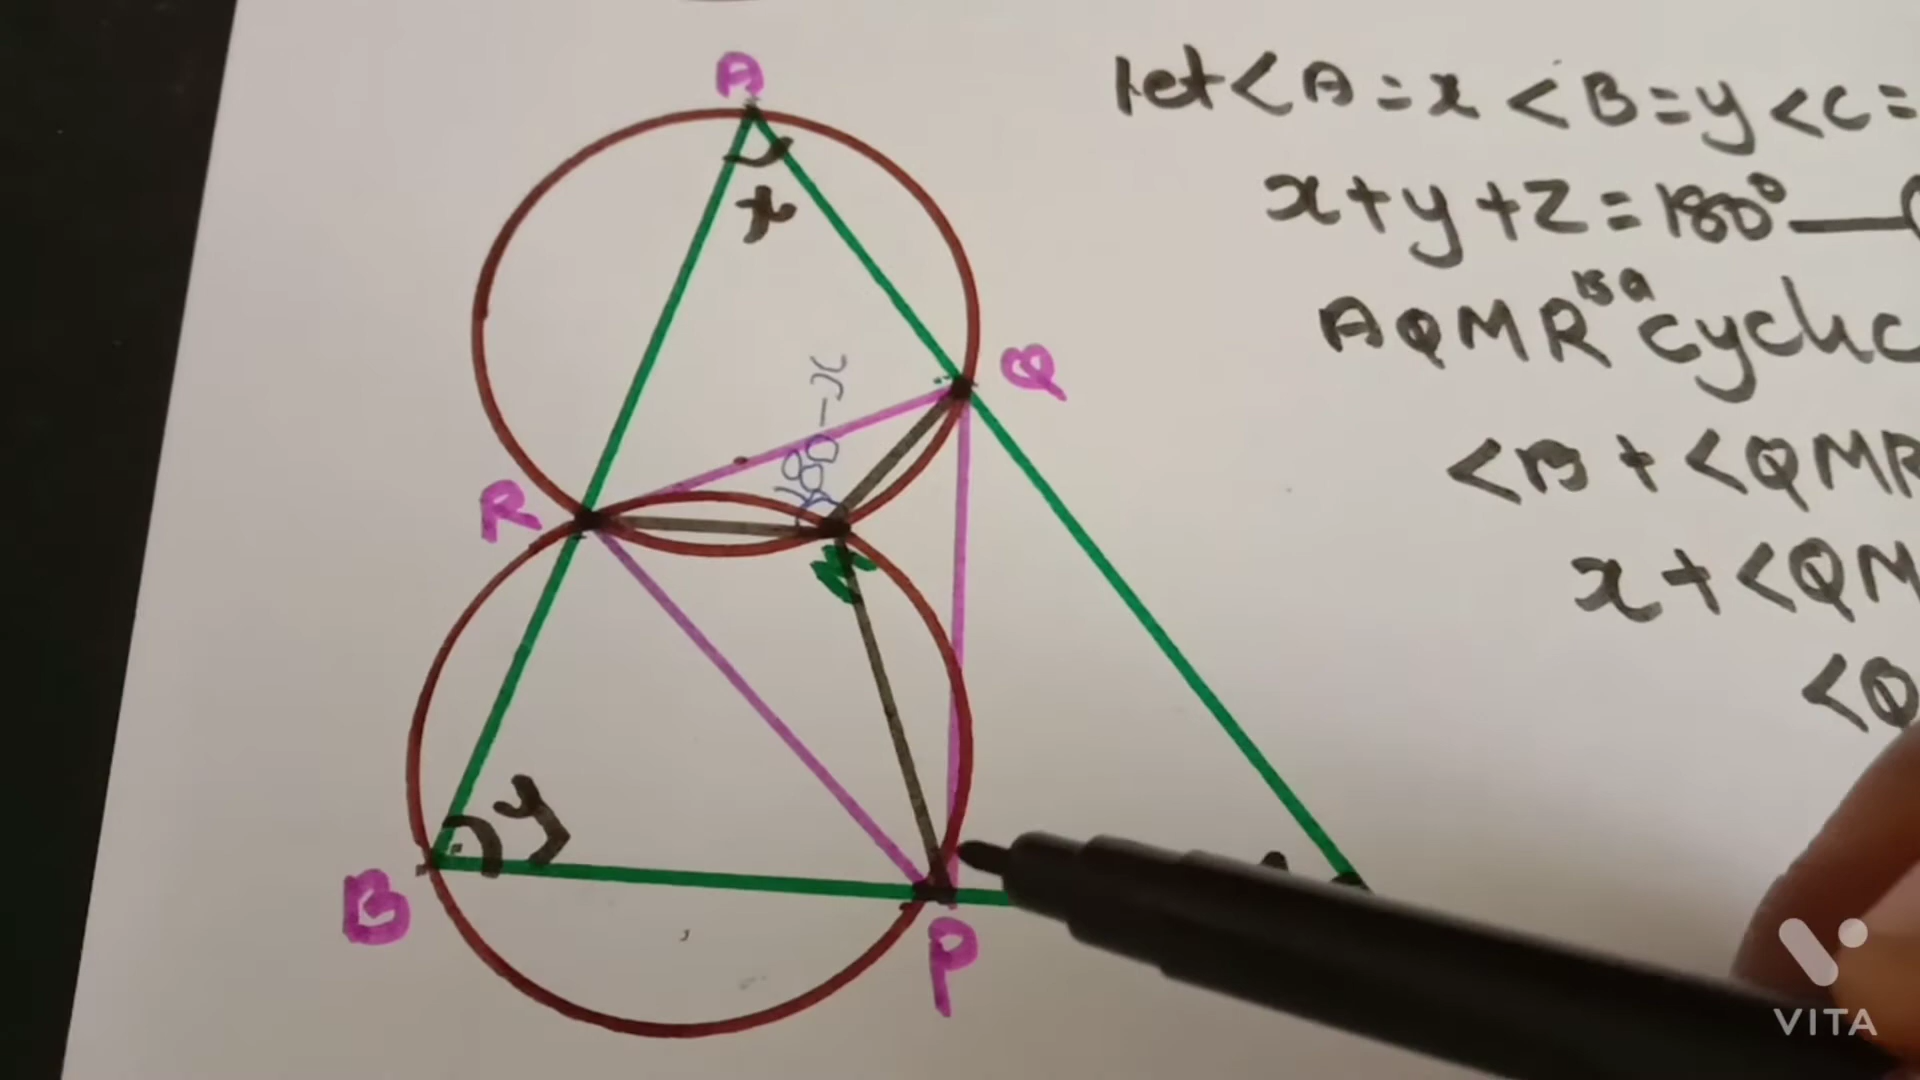 A
let <A = x <B = y <C =
x
x + y + z = 180°
is a
AQMR cyclic
Q
180-x
<B + <QMR
R
M
x + <QM
<Q
y
B
P
VITA